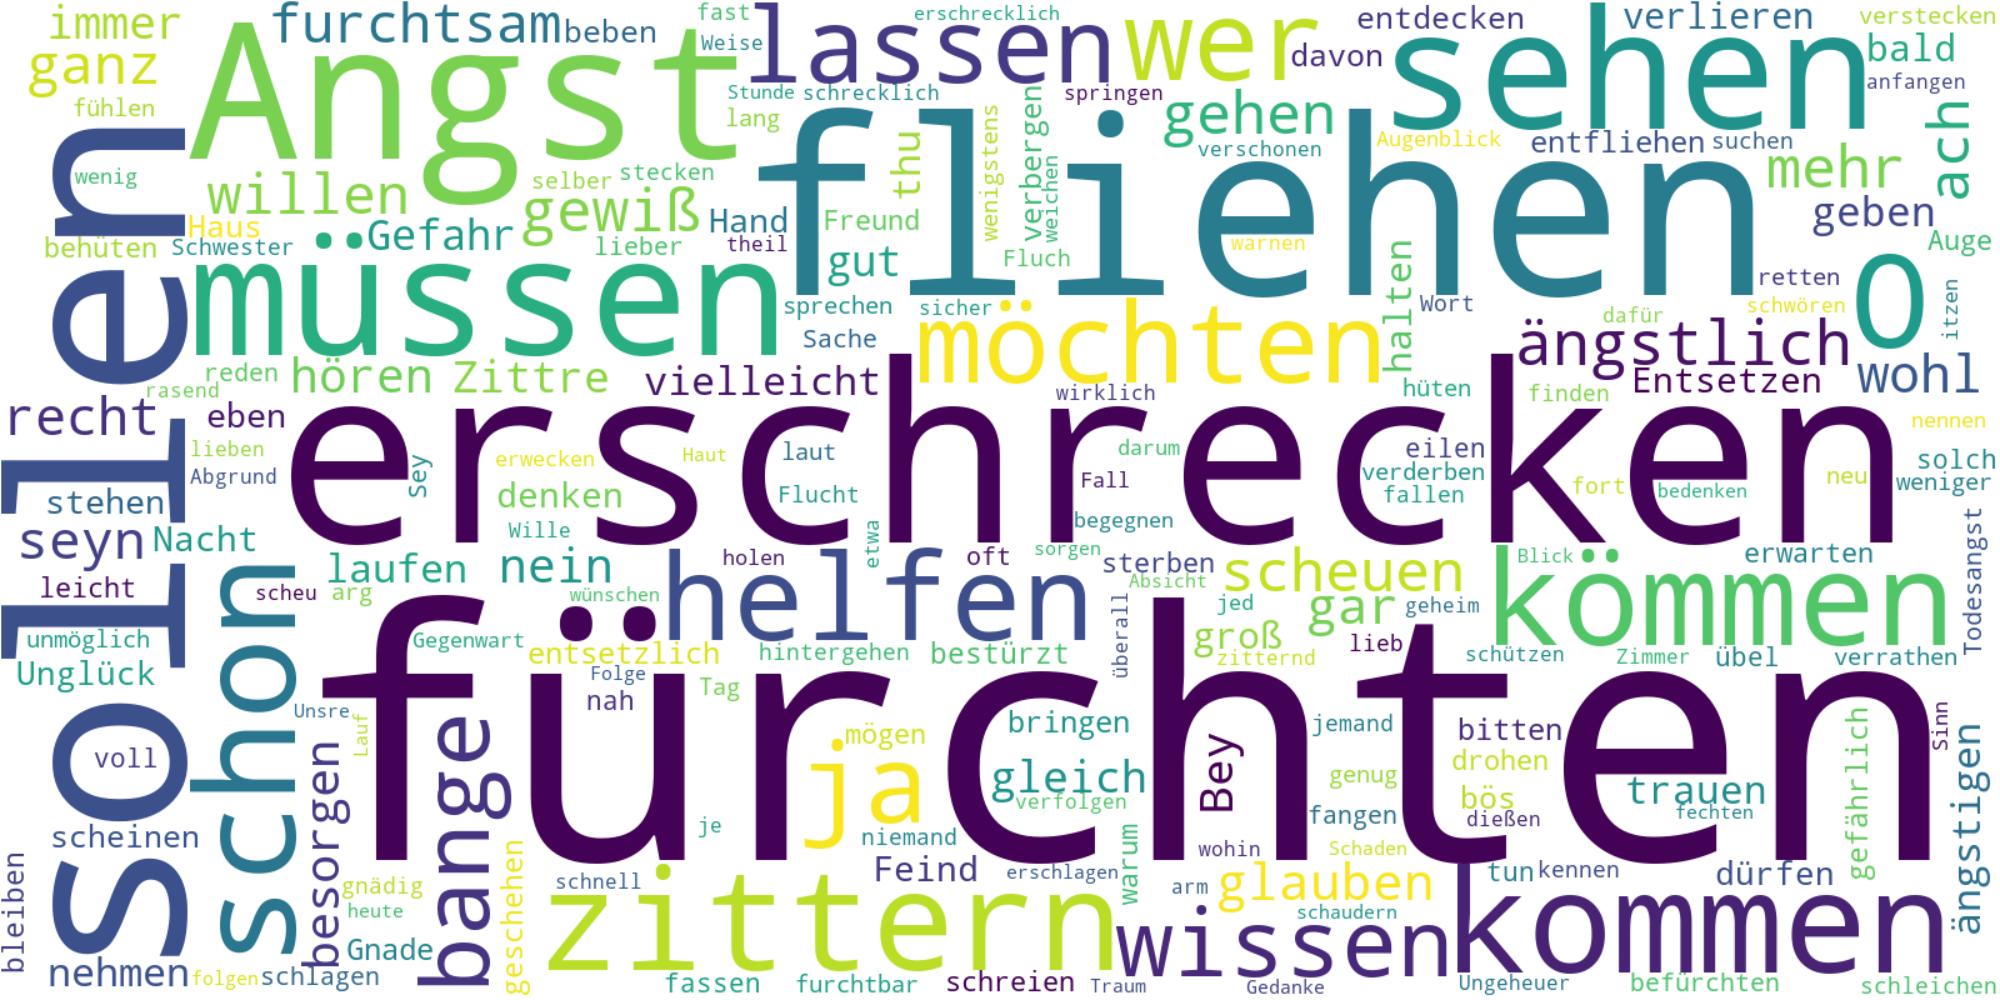 immer
furchtsam
beben
fast
erschrecklich
lassen
wer
entdecken
verlieren
verstecken
ganz
Angst
Weise
davon
sehen
bald
anfangen
fühlen
Stunde
schrecklich
springen
gehen
lang
fliehen
thu
wenigstens
verbergen
weichen
verschonen
Augenblick
entfliehen
suchen
mehr
ach
sollen
wenig
willen
selber
stecken
gewiß
Hand
Freund
geben
Haus
behüten
Schwester
Gefahr
lieber
theil
gut
Fluch
warnen
Auge
müssen
sprechen
sicher
möchten
halten
Wort
retten
schwören
O
itzen
Sache
dafür
ängstlich
reden
hören
Zittre
vielleicht
wirklich
hüten
finden
Entsetzen
wohl
rasend
recht
eben
erschrecken
nennen
lieben
Abgrund
Sey
erwecken
Haut
laut
darum
eilen
verderben
solch
weniger
stehen
denken
Flucht
Fall
fallen
fort
bedenken
neu
seyn
Nacht
Wille
begegnen
etwa
Todesangst
leicht
schon
scheu
laufen
arg
nein
wünschen
helfen
holen
oft
sorgen
sterben
Absicht
scheuen
kömmen
Blick
erwarten
unmöglich
Unglück
Gegenwart
entsetzlich
hintergehen
bestürzt
überall
jed
gar
geheim
groß
zitternd
lieb
schützen
Zimmer
übel
verrathen
so
voll
Unsre
Lauf
fürchten
Folge
nah
Tag
bringen
jemand
bitten
Sinn
scheinen
besorgen
bange
mögen
ja
gleich
verfolgen
Bey
genug
drohen
bös
trauen
fechten
gefährlich
ängstigen
je
niemand
fangen
dießen
bleiben
gnädig
heute
geschehen
schnell
Feind
erschlagen
warum
wohin
Schaden
arm
glauben
tun
kennen
dürfen
nehmen
folgen
schlagen
Gnade
zittern
wissen
schaudern
kommen
fassen
furchtbar
schreien
Traum
Gedanke
Ungeheuer
befürchten
schleichen